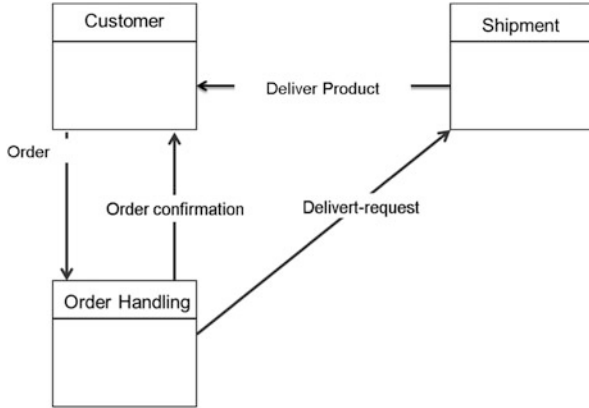 Customer
Shipment
Deliver Product
Order
Order confirmation
Delivert-request
Order Handling